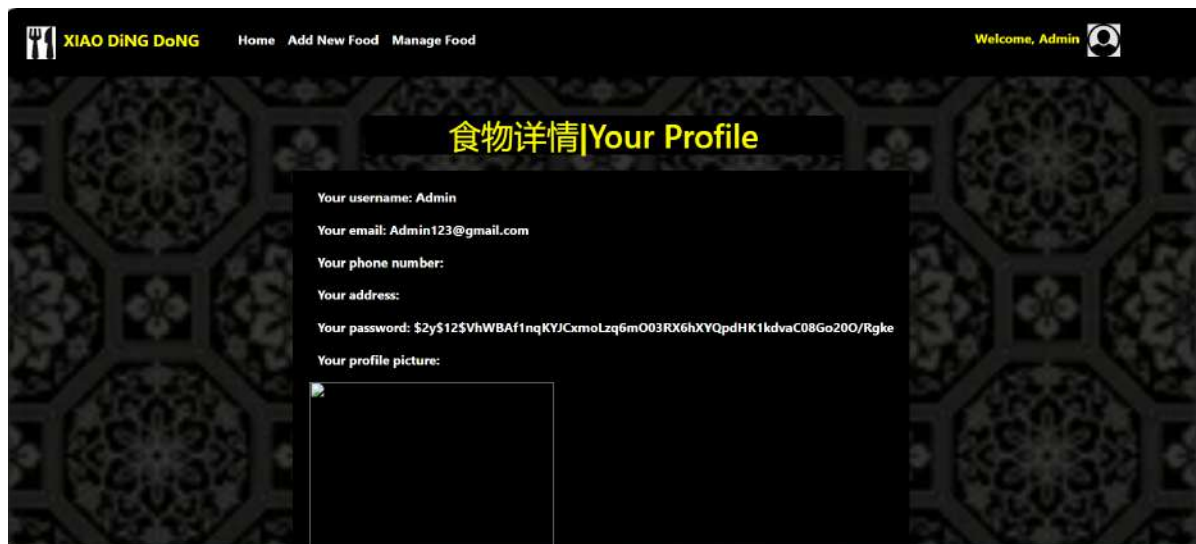 XIAO DiNG DoNG Home Add New Food Manage Food Welcome, Admin
食物详情|Your Profile
Your username: Admin
Your email: Admin123@gmail.com
Your phone number:
Your address:
Your password: $2y$12$VhWBAf1nqKYJCxmoLzq6mO03RX6hXYQpdHK1kdvaC08Go20O/Rgke
Your profile picture: